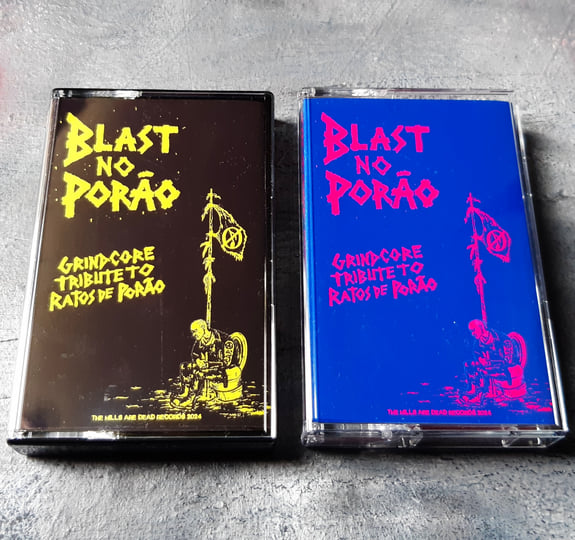 BLAST
NO
PORÃO
GRINDCORE
TRIBUTE TO
RATOS DE PORÃO
THE HILLS ARE DEAD RECORDS 2024
BLAST
NO
PORÃO
GRINDCORE
TRIBUTE TO
RATOS DE PORÃO
THE HILLS ARE DEAD RECORDS 2024